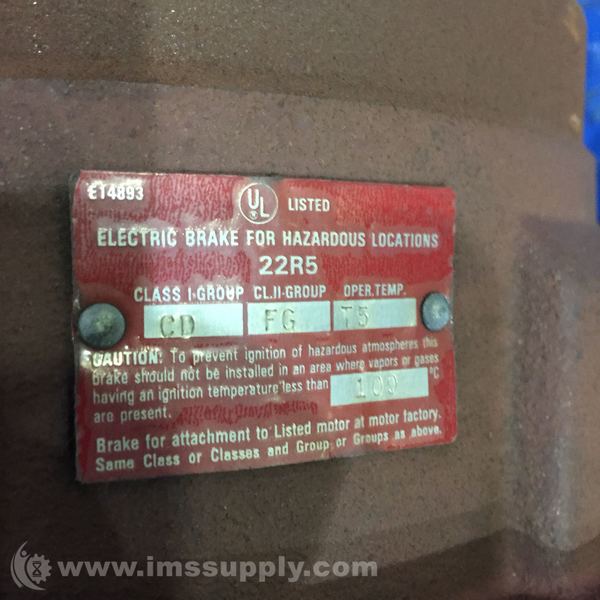 E14893
UL LISTED
ELECTRIC BRAKE FOR HAZARDOUS LOCATIONS
22R5
CLASS I-GROUP CL.II-GROUP OPER.TEMP.
CD FG T5
CAUTION: To prevent ignition of hazardous atmospheres this
brake should not be installed in an area where vapors or gases
having an ignition temperature less than 100 °C
are present.
Brake for attachment to Listed motor at motor factory.
Same Class or Classes and Group or Groups as above.
www.imssupply.com